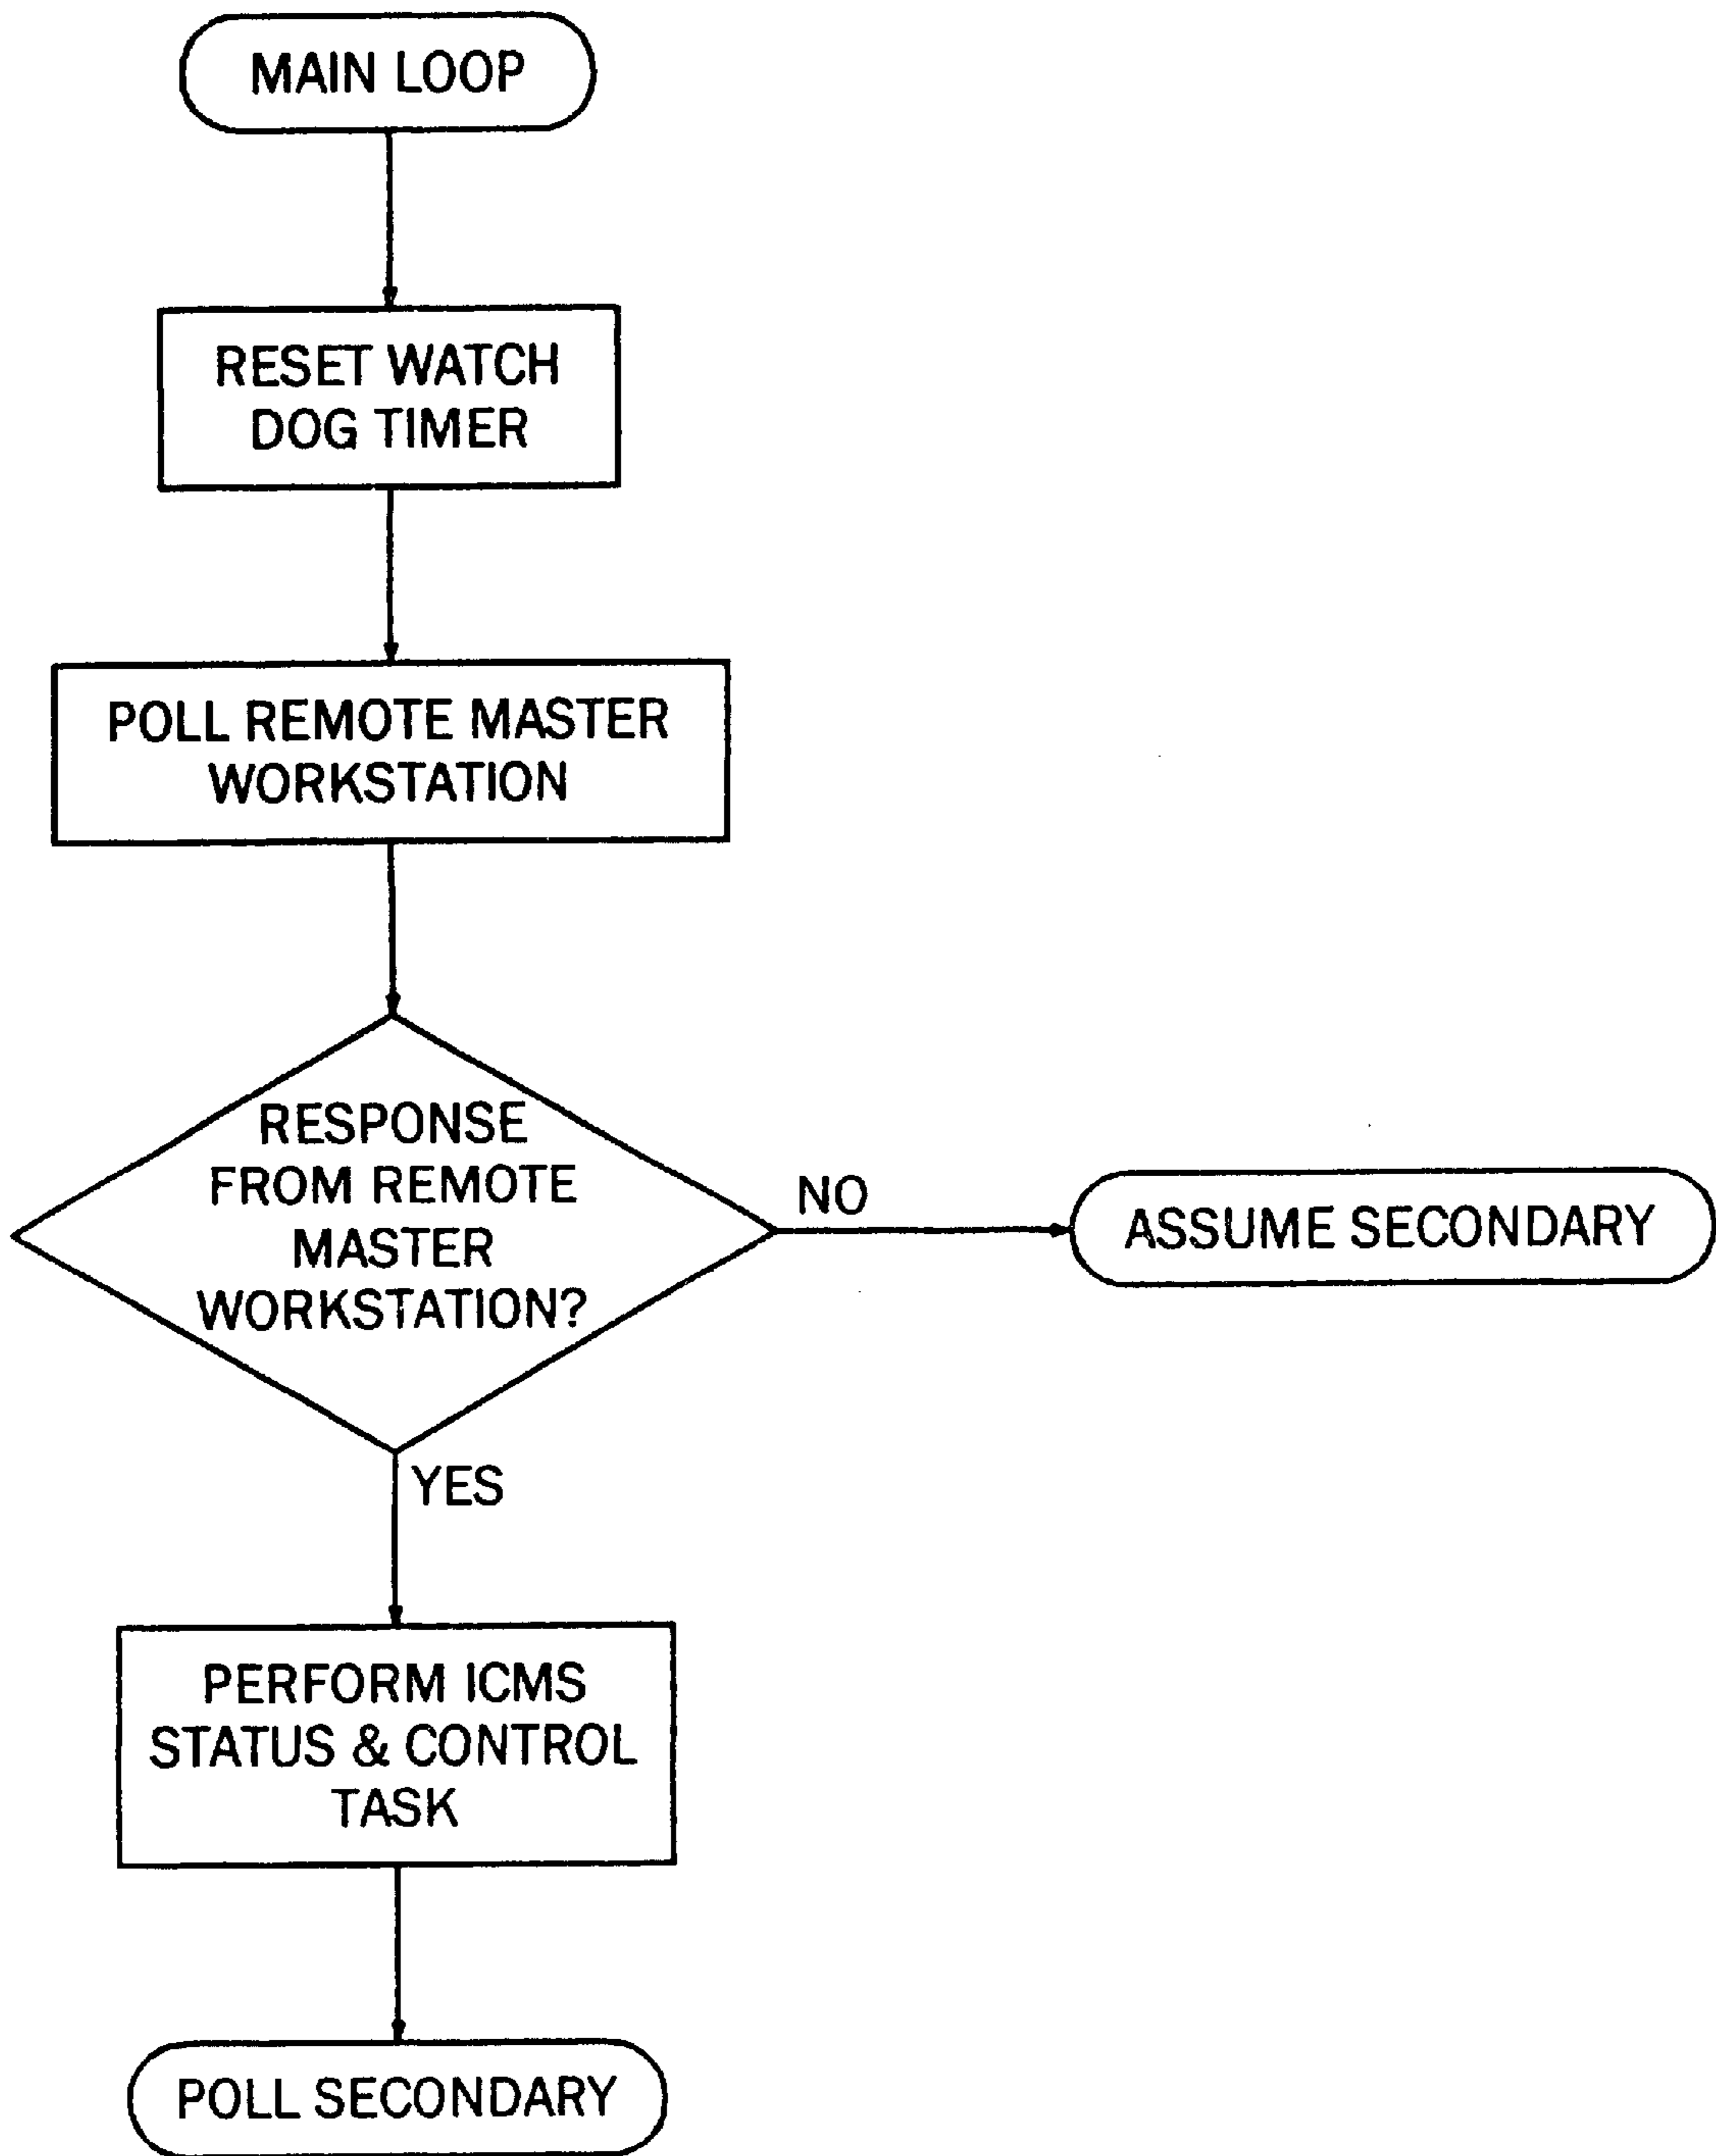 MAIN LOOP
RESET WATCH
DOG TIMER
POLL REMOTE MASTER
WORKSTATION
RESPONSE
FROM REMOTE
MASTER
WORKSTATION?
NO
ASSUME SECONDARY
YES
PERFORM ICMS
STATUS & CONTROL
TASK
POLL SECONDARY